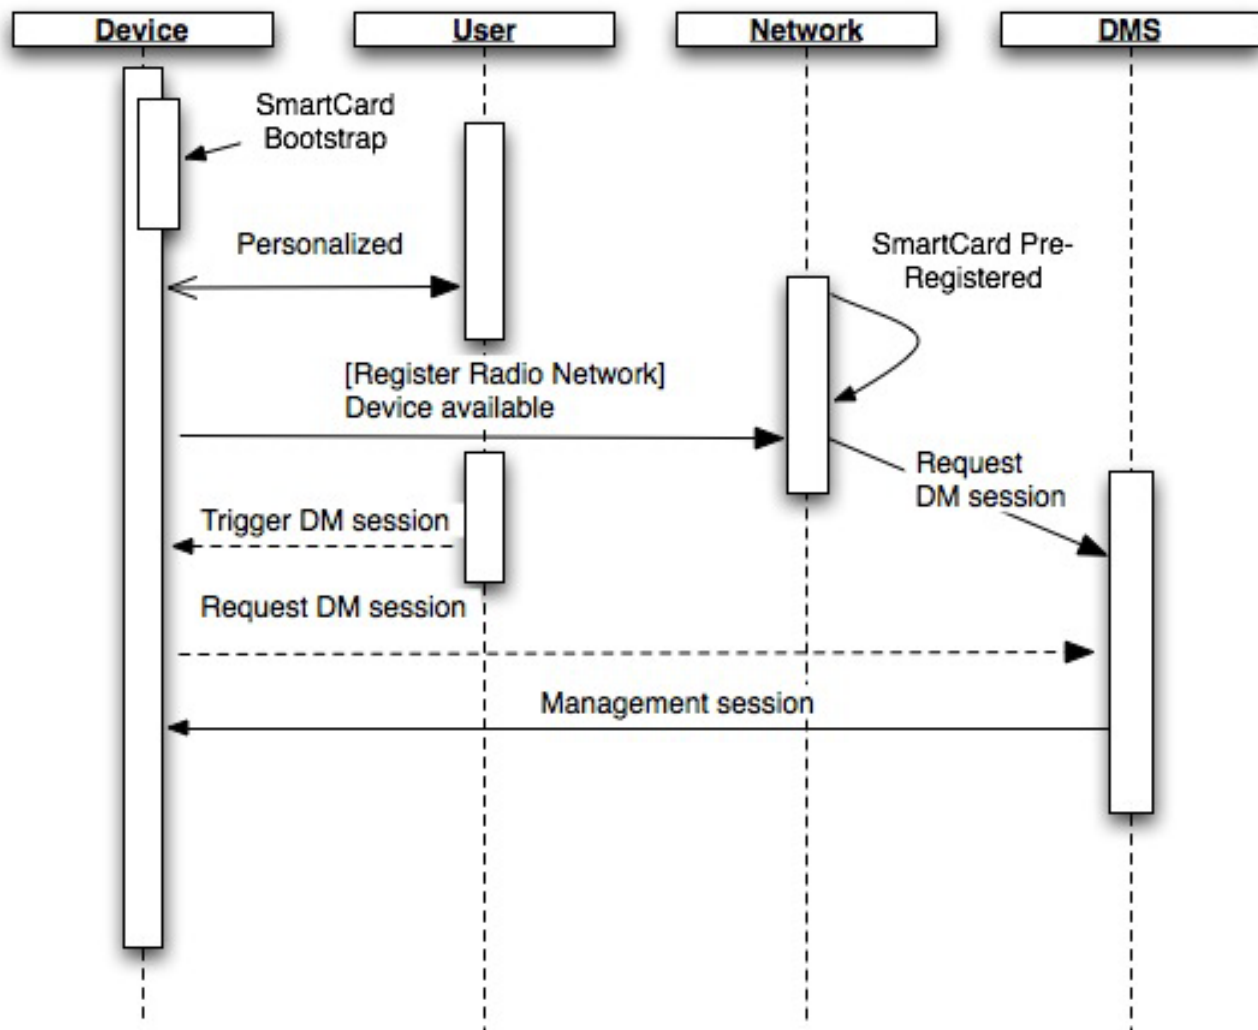 Device
User
Network
DMS
SmartCard
Bootstrap
Personalized
SmartCard Pre-
Registered
[Register Radio Network]
Device available
Request
DM session
Trigger DM session
Request DM session
Management session